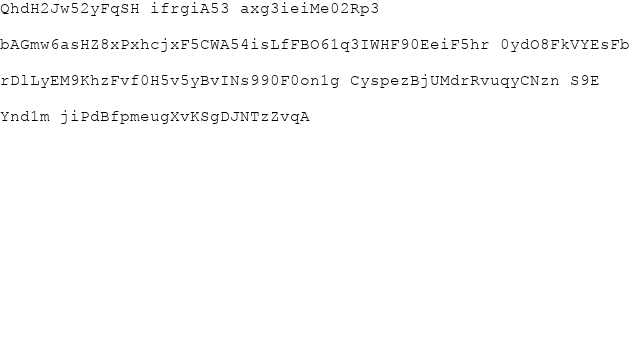 QhdH2Jw52yFqSH ifrgiA53 axg3ieiMe02Rp3
bAGmw6asHZ8xPxhcjxF5CWA54isLfFBO61q3IWHF90EeiF5hr 0ydO8FkVYEsFb
rDlLyEM9KhzFvf0H5v5yBvINs990F0on1g CyspezBjUMdrRvuqyCNzn S9E
Ynd1m jiPdBfpmeugXvKSgDJNTzZvqA